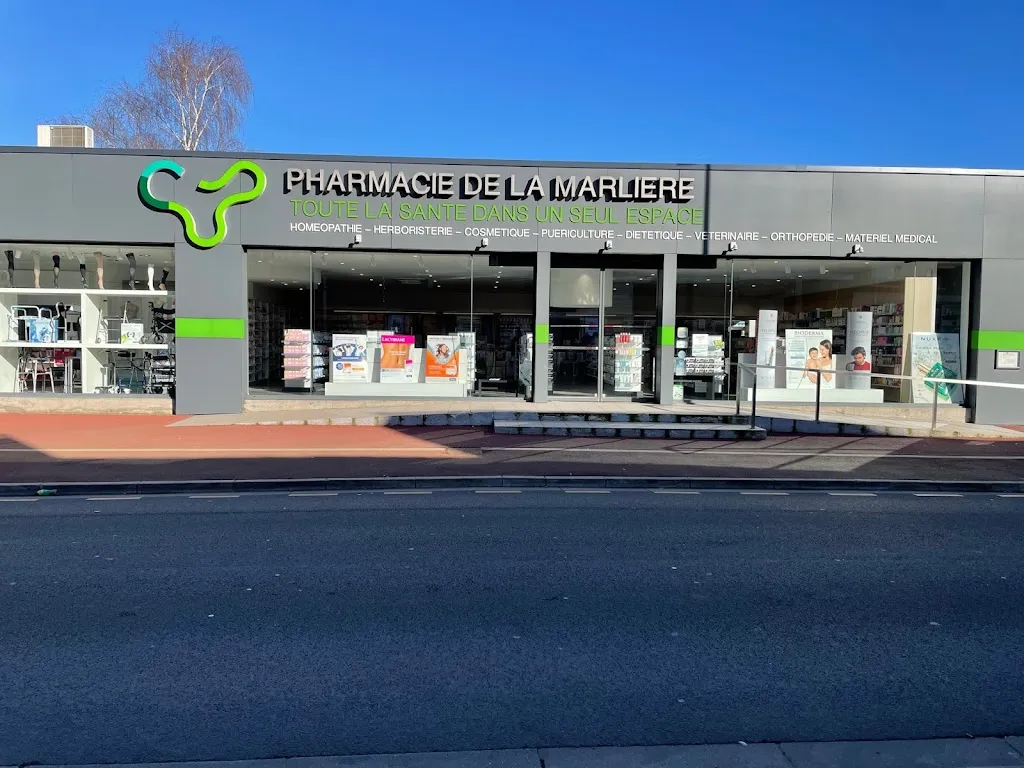 PHARMACIE DE LA MARLIERE
TOUTE LA SANTE DANS UN SEUL ESPACE
HOMEOPATHIE – HERBORISTERIE – COSMETIQUE – PUERICULTURE – DIETETIQUE – VETERINAIRE – ORTHOPEDIE – MATERIEL MEDICAL
LACTIBIANE
BIODERMA
NUXE